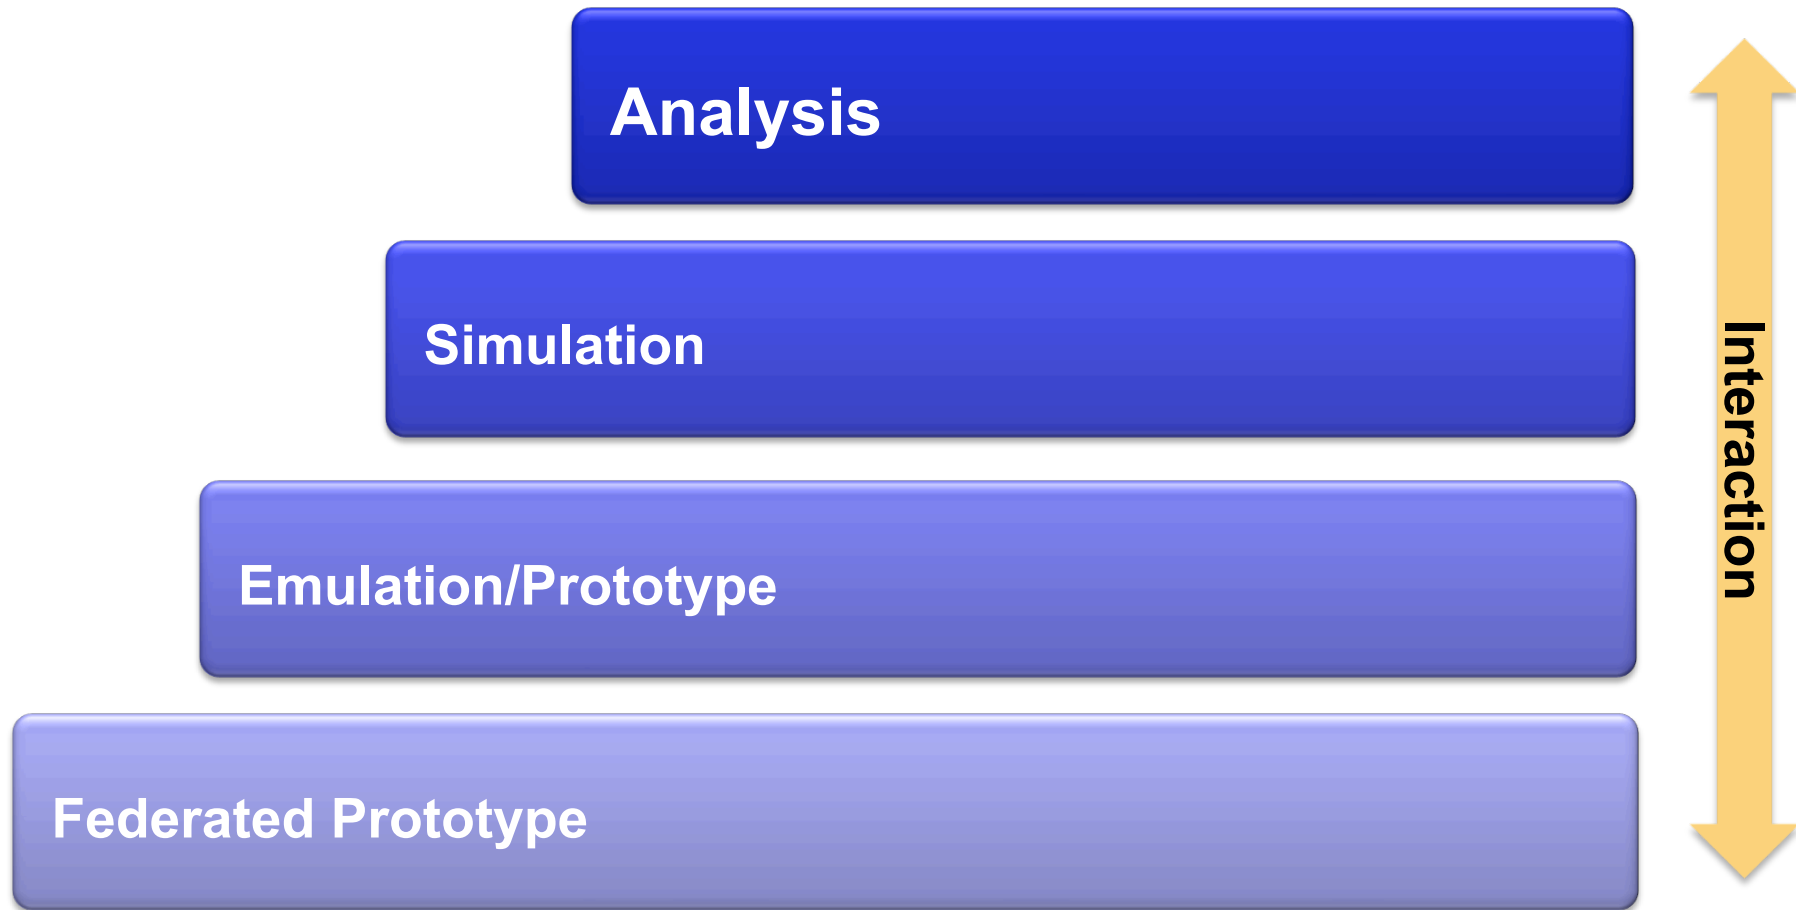 Analysis
Simulation
Emulation/Prototype
Federated Prototype
Interaction